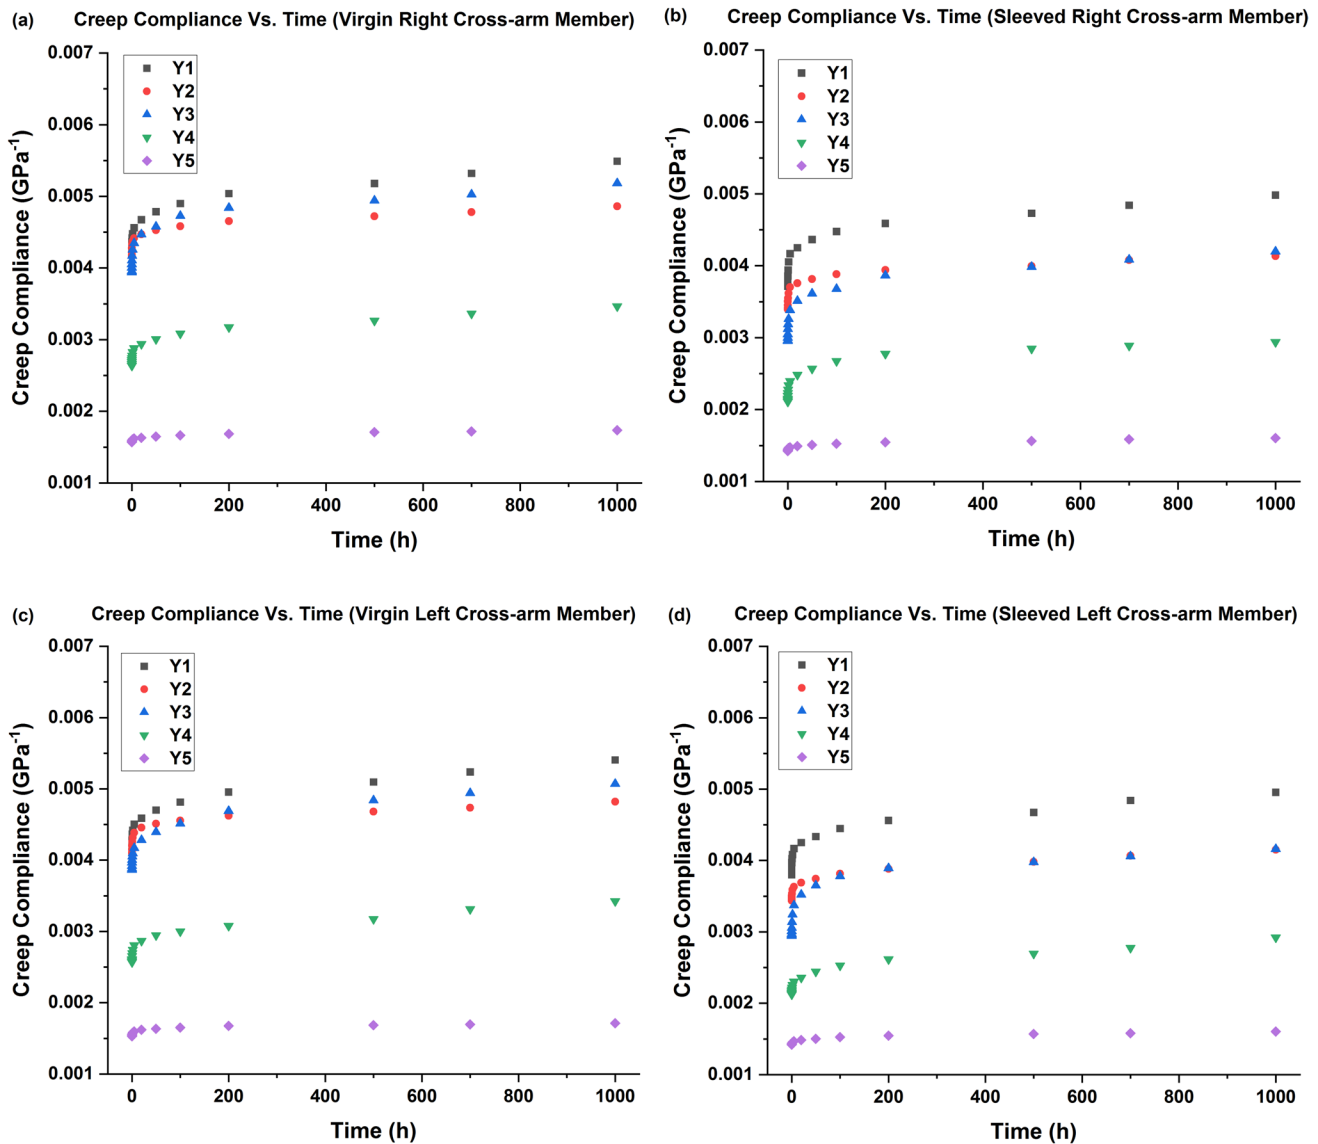 (a) Creep Compliance Vs. Time (Virgin Right Cross-arm Member)
0.007
0.006
0.005
0.004
0.003
0.002
0.001
Creep Compliance (GPa⁻¹)
Y1
Y2
Y3
Y4
Y5
0 200 400 600 800 1000
Time (h)
(b) Creep Compliance Vs. Time (Sleeved Right Cross-arm Member)
0.007
0.006
0.005
0.004
0.003
0.002
0.001
Creep Compliance (GPa⁻¹)
Y1
Y2
Y3
Y4
Y5
0 200 400 600 800 1000
Time (h)
(c) Creep Compliance Vs. Time (Virgin Left Cross-arm Member)
0.007
0.006
0.005
0.004
0.003
0.002
0.001
Creep Compliance (GPa⁻¹)
Y1
Y2
Y3
Y4
Y5
0 200 400 600 800 1000
Time (h)
(d) Creep Compliance Vs. Time (Sleeved Left Cross-arm Member)
0.007
0.006
0.005
0.004
0.003
0.002
0.001
Creep Compliance (GPa⁻¹)
Y1
Y2
Y3
Y4
Y5
0 200 400 600 800 1000
Time (h)